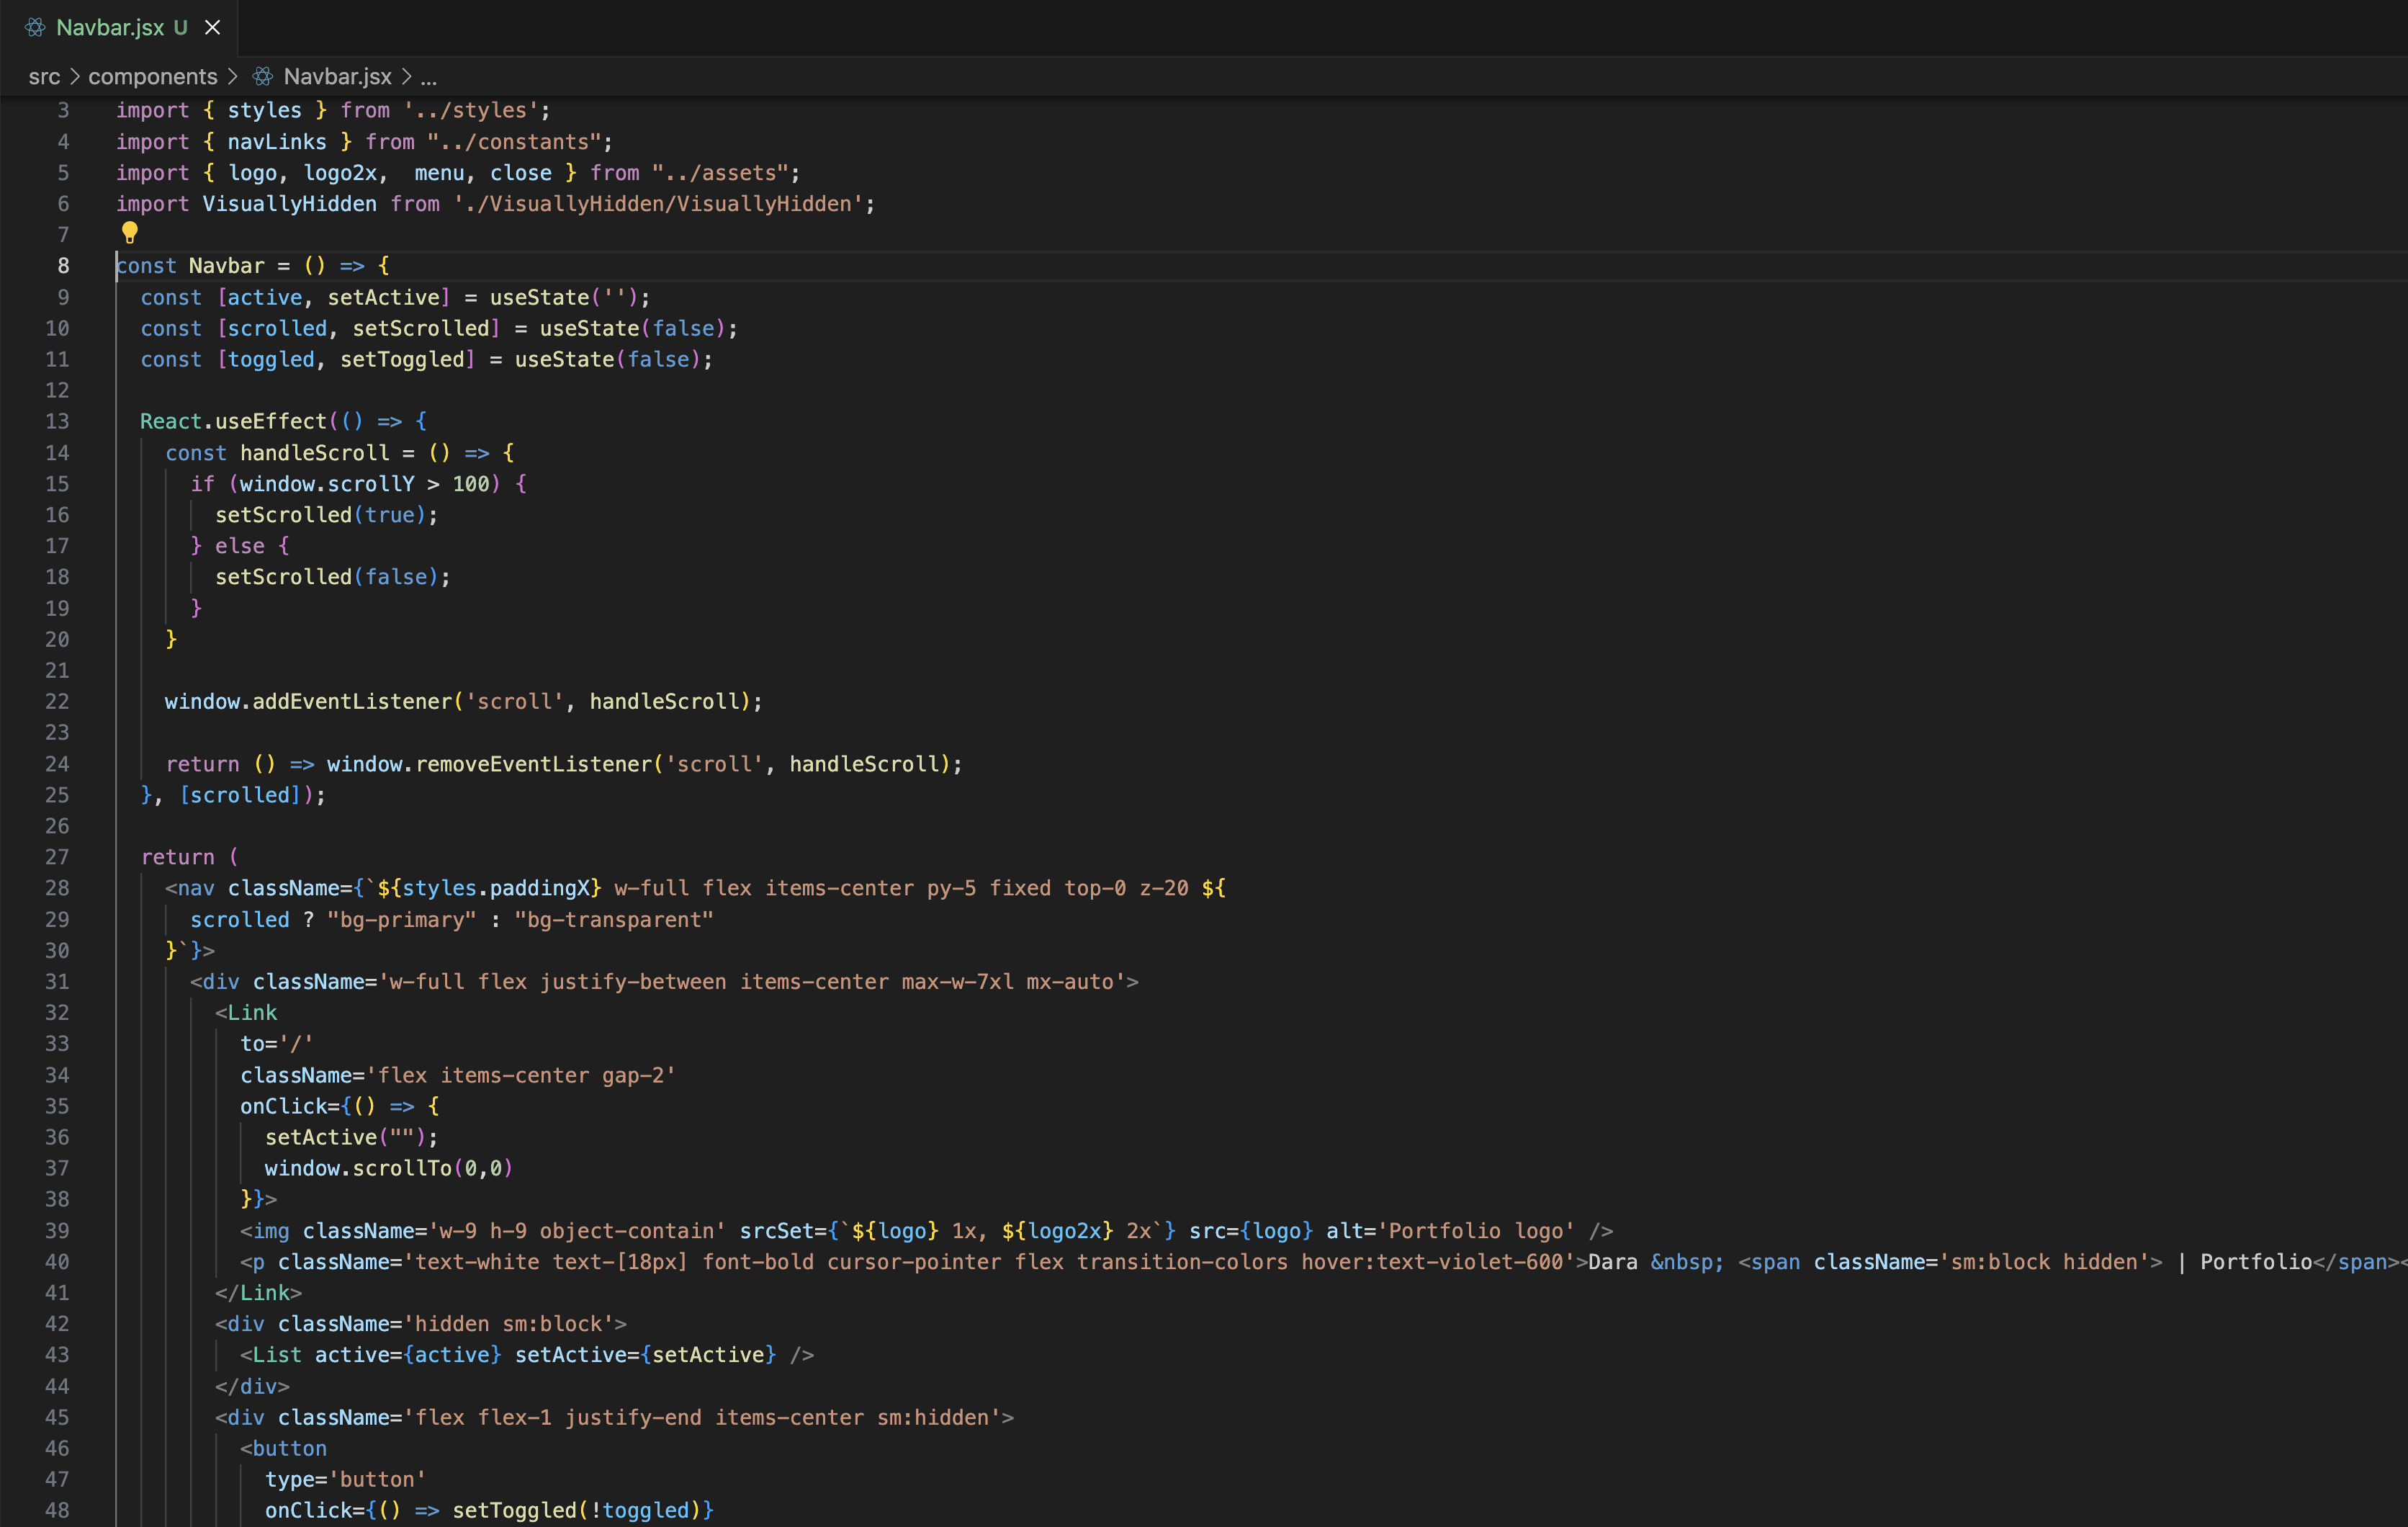 Navbar.jsx U
src > components > Navbar.jsx > ...
3 import { styles } from '../styles';
4 import { navLinks } from "../constants";
5 import { logo, logo2x,  menu, close } from "../assets";
6 import VisuallyHidden from './VisuallyHidden/VisuallyHidden';
7
8 const Navbar = () => {
9   const [active, setActive] = useState('');
10   const [scrolled, setScrolled] = useState(false);
11   const [toggled, setToggled] = useState(false);
12
13   React.useEffect(() => {
14     const handleScroll = () => {
15       if (window.scrollY > 100) {
16         setScrolled(true);
17       } else {
18         setScrolled(false);
19       }
20     }
21
22     window.addEventListener('scroll', handleScroll);
23
24     return () => window.removeEventListener('scroll', handleScroll);
25   }, [scrolled]);
26
27   return (
28     <nav className={`${styles.paddingX} w-full flex items-center py-5 fixed top-0 z-20 ${
29       scrolled ? "bg-primary" : "bg-transparent"
30     }`}>
31       <div className='w-full flex justify-between items-center max-w-7xl mx-auto'>
32         <Link
33           to='/'
34           className='flex items-center gap-2'
35           onClick={() => {
36             setActive("");
37             window.scrollTo(0,0)
38           }}>
39           <img className='w-9 h-9 object-contain' srcSet={`${logo} 1x, ${logo2x} 2x`} src={logo} alt='Portfolio logo' />
40           <p className='text-white text-[18px] font-bold cursor-pointer flex transition-colors hover:text-violet-600'>Dara &nbsp; <span className='sm:block hidden'> | Portfolio</span><
41         </Link>
42         <div className='hidden sm:block'>
43           <List active={active} setActive={setActive} />
44         </div>
45         <div className='flex flex-1 justify-end items-center sm:hidden'>
46           <button
47             type='button'
48             onClick={() => setToggled(!toggled)}